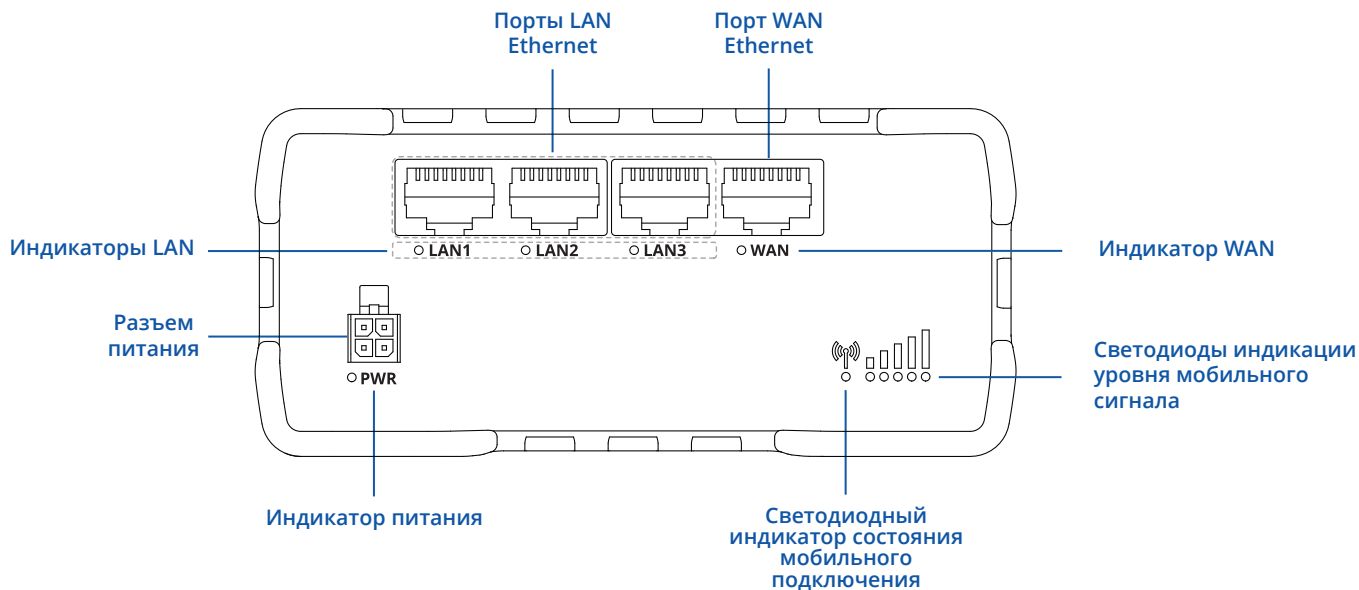 Порты LAN
Ethernet
Порт WAN
Ethernet
Индикаторы LAN
LAN1
LAN2
LAN3
WAN
Индикатор WAN
Разъем
питания
PWR
Светодиоды индикации
уровня мобильного
сигнала
Индикатор питания
Светодиодный
индикатор состояния
мобильного
подключения